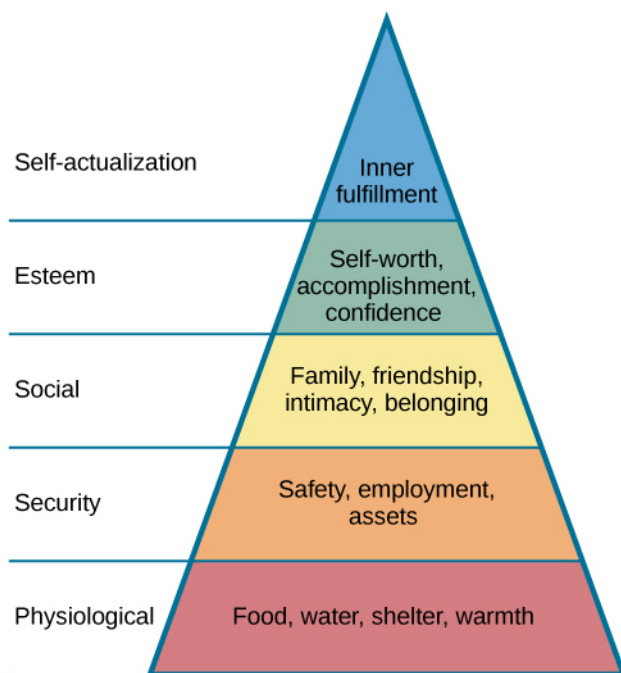 Self-actualization
Inner
fulfillment
Esteem
Self-worth,
accomplishment,
confidence
Social
Family, friendship,
intimacy, belonging
Security
Safety, employment,
assets
Physiological
Food, water, shelter, warmth